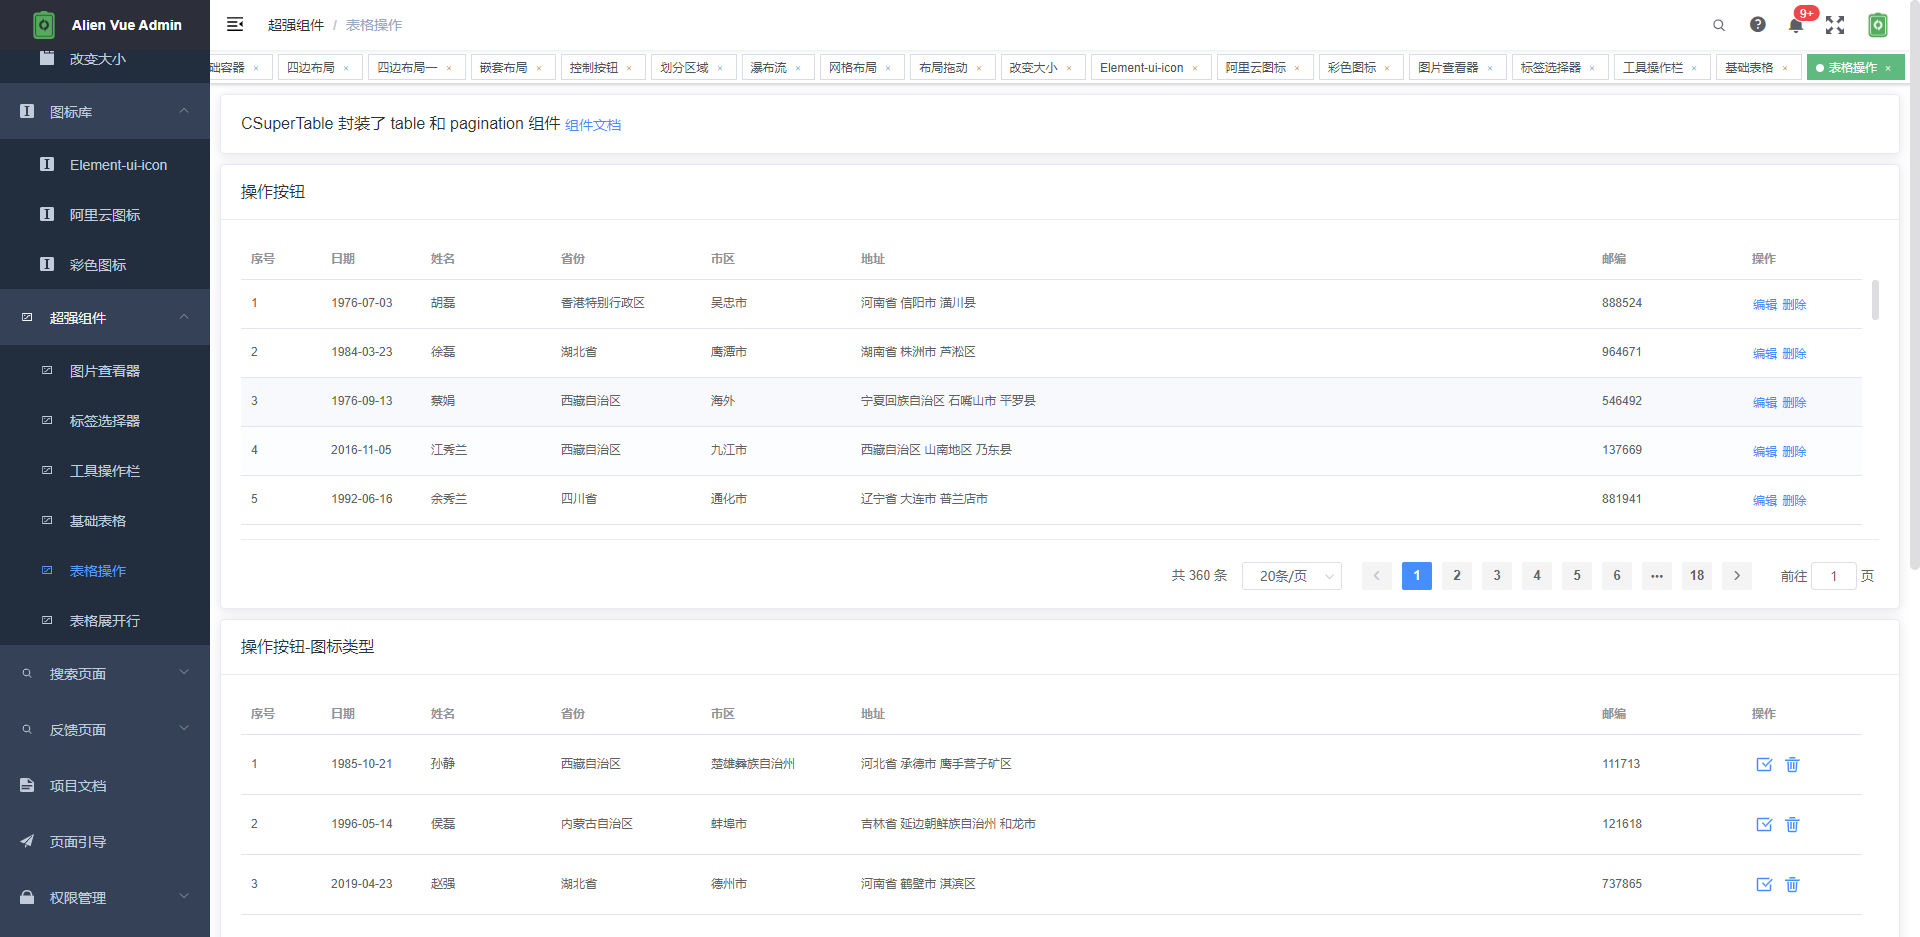 Alien Vue Admin
超强组件 / 表格操作
9+
础容器 × 四边布局 × 四边布局一 × 嵌套布局 × 控制按钮 × 划分区域 × 瀑布流 × 网格布局 × 布局拖动 × 改变大小 × Element-ui-icon × 阿里云图标 × 彩色图标 × 图片查看器 × 标签选择器 × 工具操作栏 × 基础表格 × 表格操作 ×
改变大小
图标库
Element-ui-icon
阿里云图标
彩色图标
超强组件
图片查看器
标签选择器
工具操作栏
基础表格
表格操作
表格展开行
搜索页面
反馈页面
项目文档
页面引导
权限管理
CSuperTable 封装了 table 和 pagination 组件 组件文档
操作按钮
序号 日期 姓名 省份 市区 地址 邮编 操作
1 1976-07-03 胡磊 香港特别行政区 吴忠市 河南省 信阳市 潢川县 888524 编辑 删除
2 1984-03-23 徐磊 湖北省 鹰潭市 湖南省 株洲市 芦淞区 964671 编辑 删除
3 1976-09-13 蔡娟 西藏自治区 海外 宁夏回族自治区 石嘴山市 平罗县 546492 编辑 删除
4 2016-11-05 江秀兰 西藏自治区 九江市 西藏自治区 山南地区 乃东县 137669 编辑 删除
5 1992-06-16 余秀兰 四川省 通化市 辽宁省 大连市 普兰店市 881941 编辑 删除
共 360 条 20条/页 1 2 3 4 5 6 ••• 18 前往 1 页
操作按钮-图标类型
序号 日期 姓名 省份 市区 地址 邮编 操作
1 1985-10-21 孙静 西藏自治区 楚雄彝族自治州 河北省 承德市 鹰手营子矿区 111713
2 1996-05-14 侯磊 内蒙古自治区 蚌埠市 吉林省 延边朝鲜族自治州 和龙市 121618
3 2019-04-23 赵强 湖北省 德州市 河南省 鹤壁市 淇滨区 737865